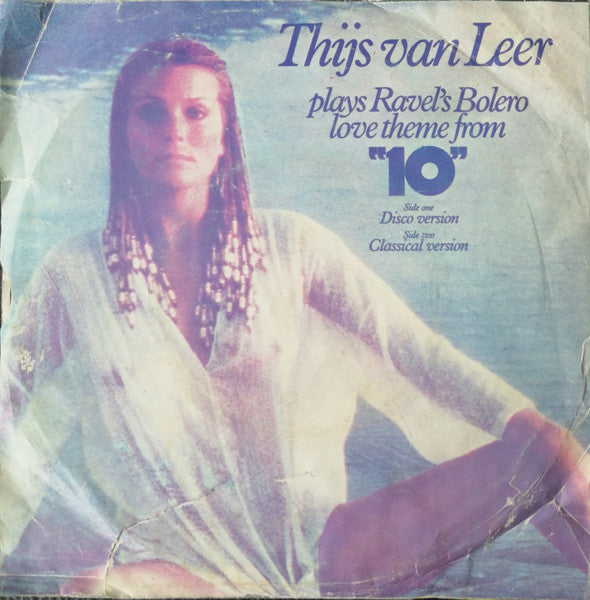 Thijs van Leer
plays Ravel's Bolero
love theme from
"10"
Side one
Disco version
Side two
Classical version